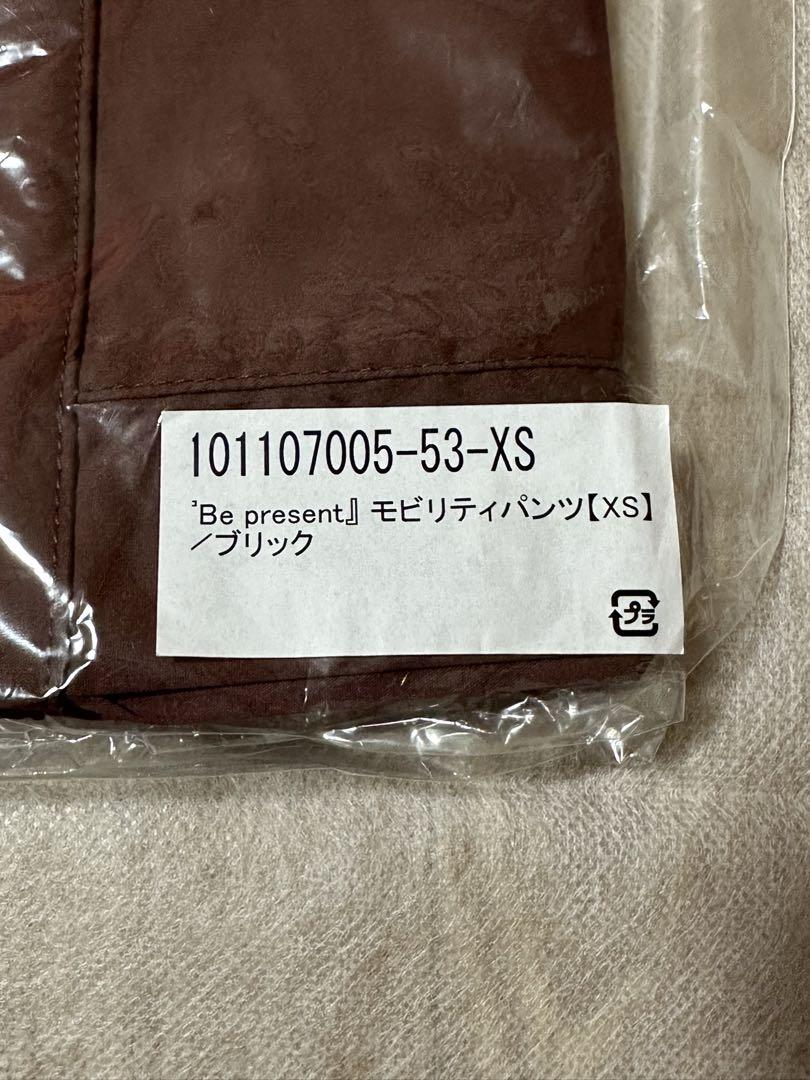 101107005-53-XS
『Be present』 モビリティパンツ【XS】
/ブリック
プラ